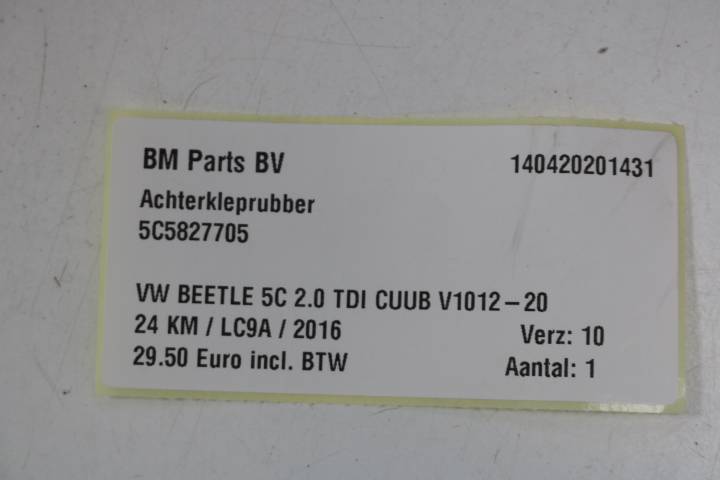 BM Parts BV 140420201431
Achterkleprubber
5C5827705
VW BEETLE 5C 2.0 TDI CUUB V1012-20
24 KM / LC9A / 2016 Verz: 10
29.50 Euro incl. BTW Aantal: 1